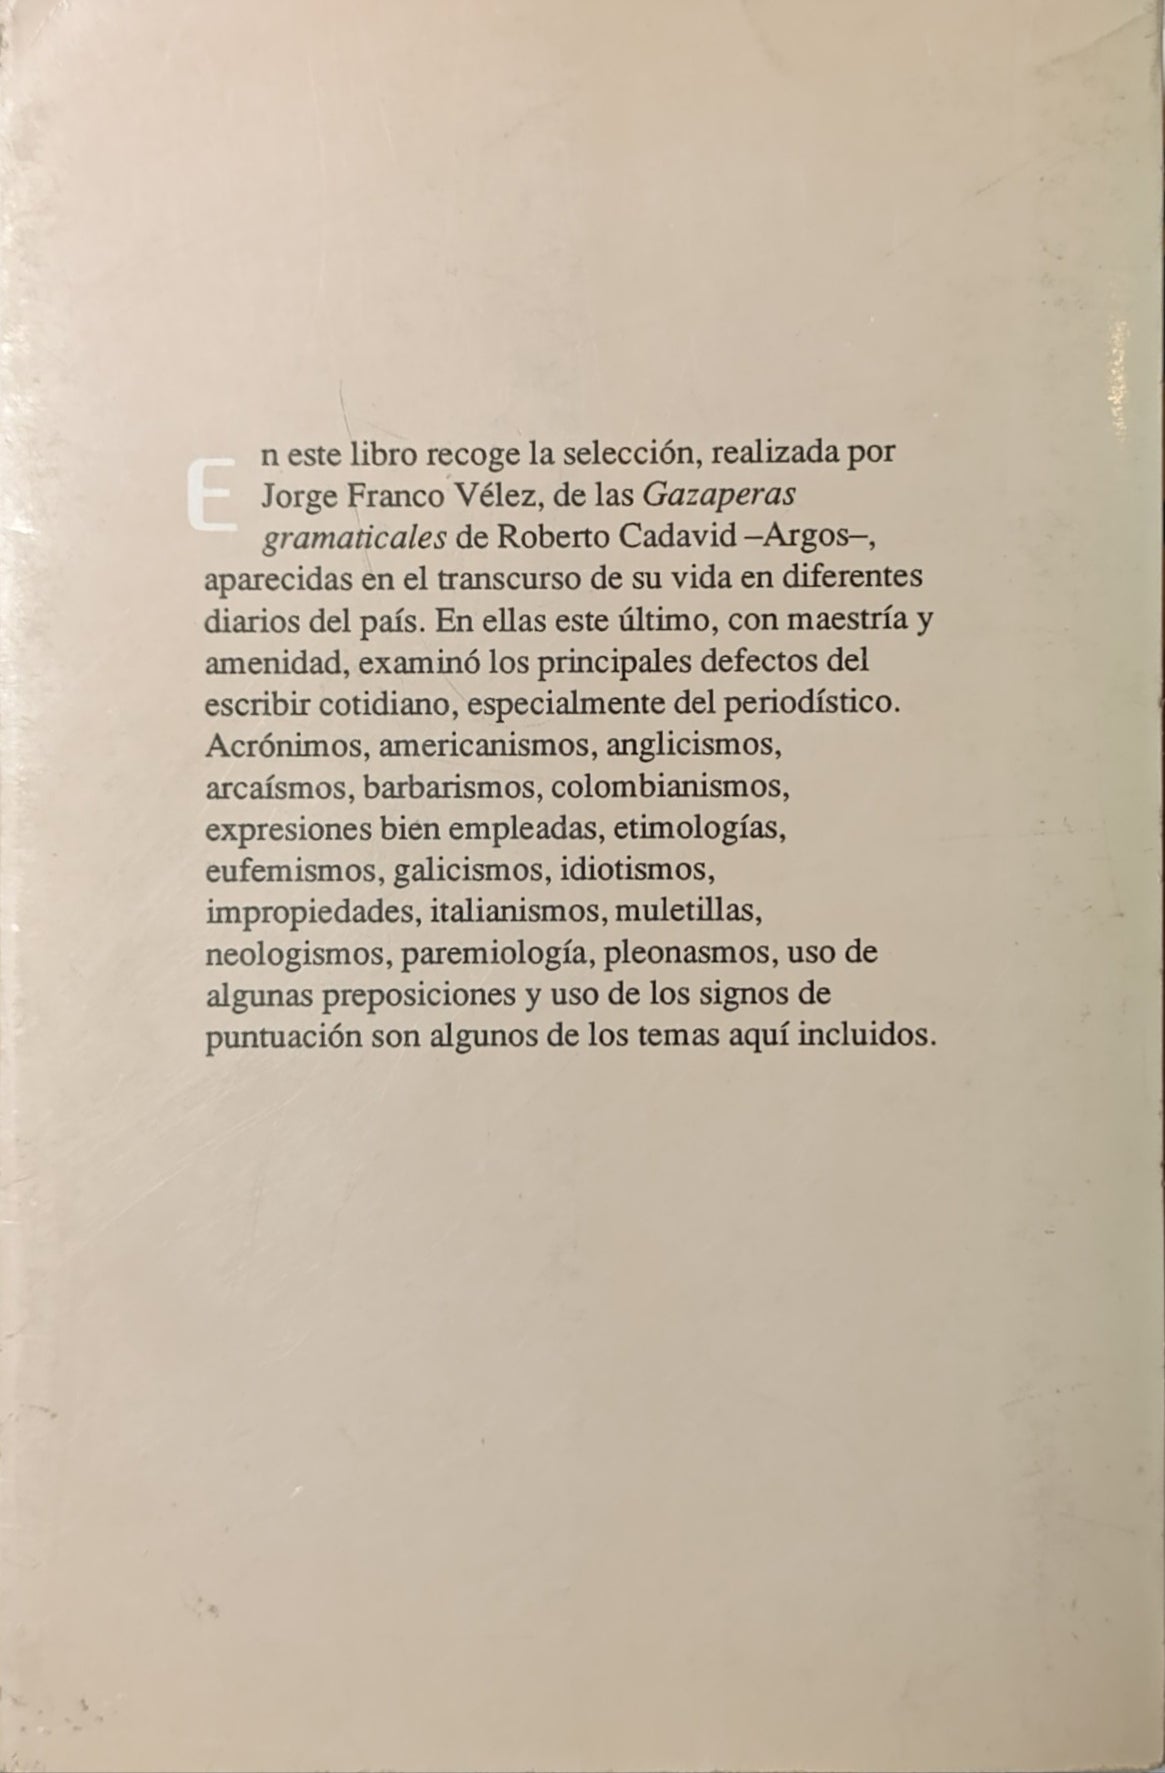 En este libro recoge la selección, realizada por
Jorge Franco Vélez, de las Gazaperas
gramaticales de Roberto Cadavid –Argos–,
aparecidas en el transcurso de su vida en diferentes
diarios del país. En ellas este último, con maestría y
amenidad, examinó los principales defectos del
escribir cotidiano, especialmente del periodístico.
Acrónimos, americanismos, anglicismos,
arcaísmos, barbarismos, colombianismos,
expresiones bien empleadas, etimologías,
eufemismos, galicismos, idiotismos,
impropiedades, italianismos, muletillas,
neologismos, paremiología, pleonasmos, uso de
algunas preposiciones y uso de los signos de
puntuación son algunos de los temas aquí incluidos.